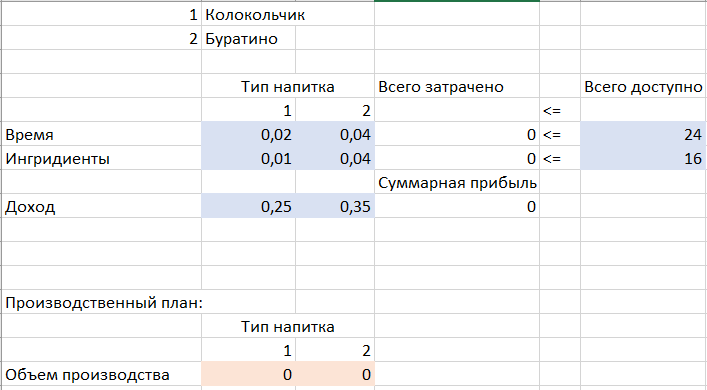 1 Колокольчик
2 Буратино
Тип напитка Всего затрачено Всего доступно
1 2 <=
Время 0,02 0,04 0 <= 24
Ингридиенты 0,01 0,04 0 <= 16
Суммарная прибыль
Доход 0,25 0,35 0
Производственный план:
Тип напитка
1 2
Объем производства 0 0